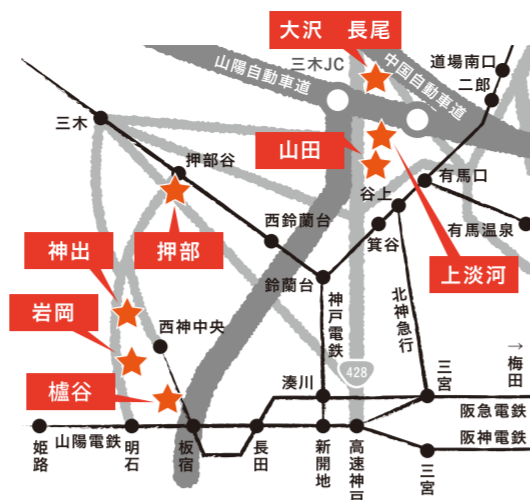 大沢 長尾
三木JC
山陽自動車道
中国自動車道
道場南口
二郎
三木
押部谷
山田
谷上
有馬口
有馬温泉
上淡河
西鈴蘭台
箕谷
押部
神出
鈴蘭台
神戸電鉄
北神急行
岩岡
西神中央
428
三宮
→梅田
櫨谷
湊川
阪急電鉄
山陽電鉄
阪神電鉄
姫路
明石
板宿
長田
新開地
高速神戸
三宮